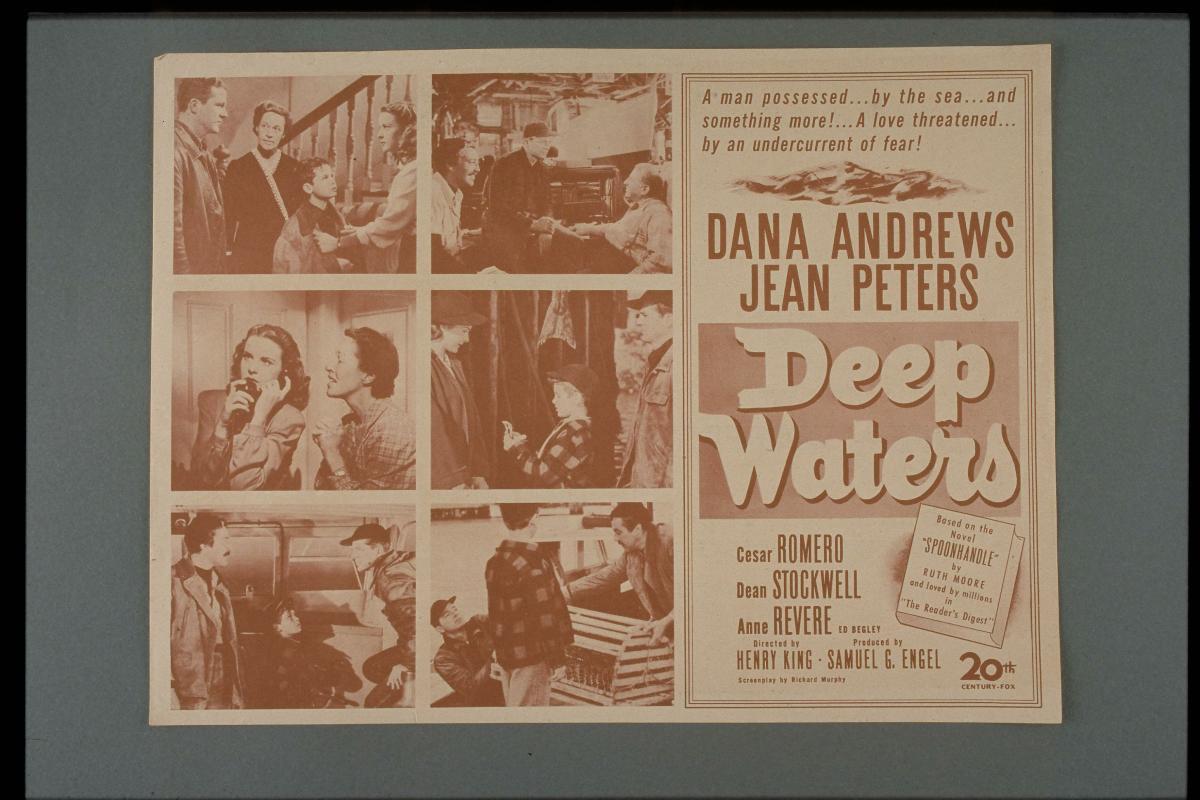 A man possessed...by the sea...and
something more!...A love threatened...
by an undercurrent of fear!
DANA ANDREWS
JEAN PETERS
Deep
Waters
Based on the
Novel
"SPOONHANDLE"
by
RUTH MOORE
and loved by millions
in
"The Reader's Digest"
Cesar ROMERO
Dean STOCKWELL
Anne REVERE ED BEGLEY
Directed by Produced by
HENRY KING · SAMUEL G. ENGEL
Screenplay by Richard Murphy
20th
CENTURY-FOX